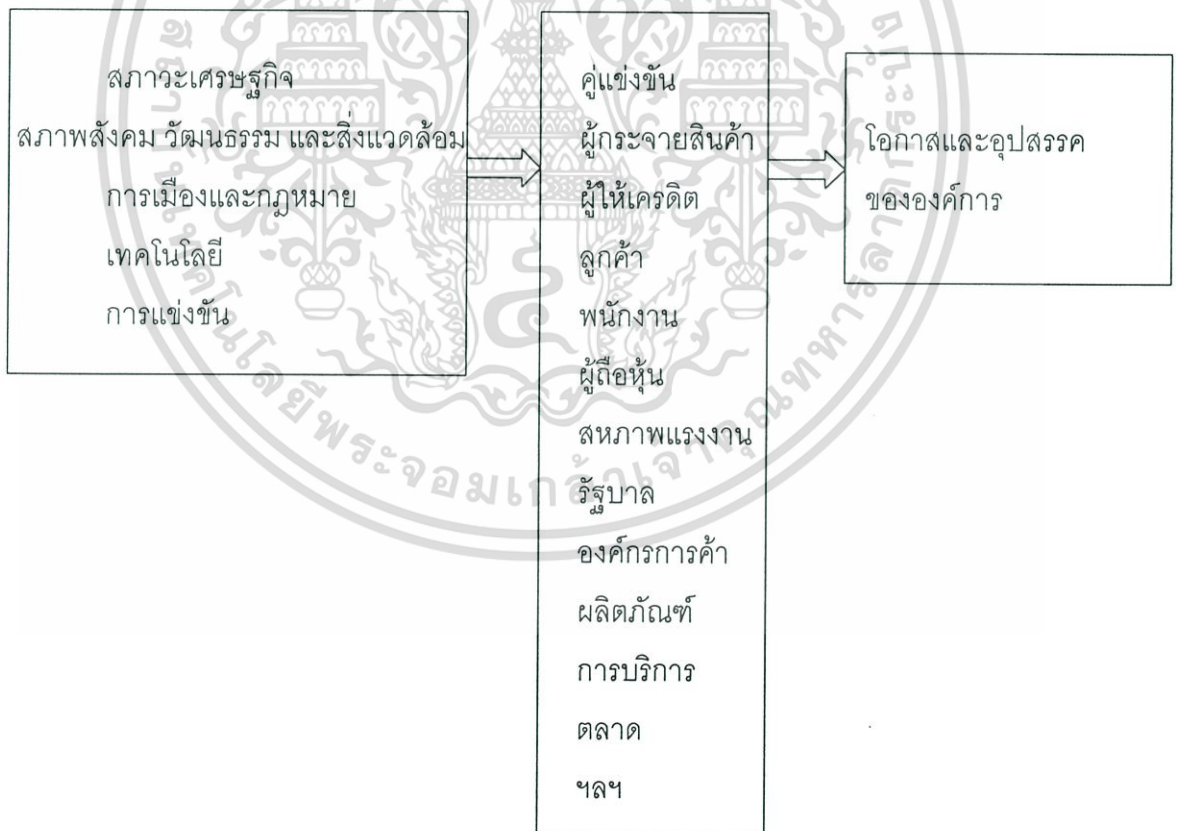 สภาวะเศรษฐกิจ
สภาพสังคม วัฒนธรรม และสิ่งแวดล้อม
การเมืองและกฎหมาย
เทคโนโลยี
การแข่งขัน
คู่แข่งขัน
ผู้กระจายสินค้า
ผู้ให้เครดิต
ลูกค้า
พนักงาน
ผู้ถือหุ้น
สหภาพแรงงาน
รัฐบาล
องค์กรการค้า
ผลิตภัณฑ์
การบริการ
ตลาด
ฯลฯ
โอกาสและอุปสรรค
ขององค์การ